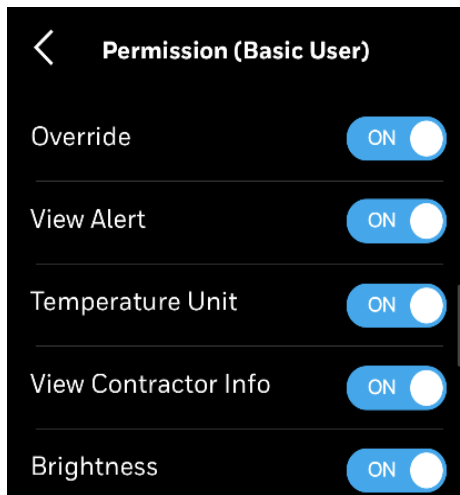 Permission (Basic User)
Override ON
View Alert ON
Temperature Unit ON
View Contractor Info ON
Brightness ON